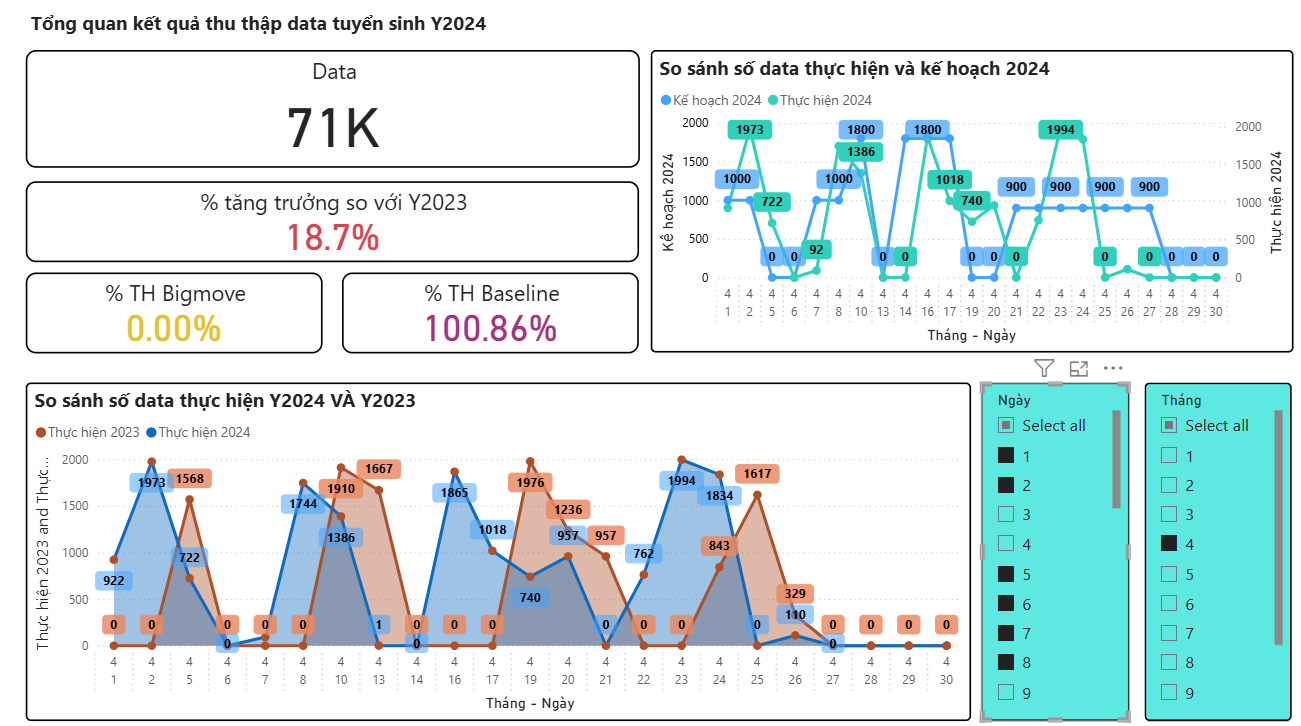 Tổng quan kết quả thu thập data tuyển sinh Y2024
Data
71K
% tăng trưởng so với Y2023
18.7%
% TH Bigmove
0.00%
% TH Baseline
100.86%
So sánh số data thực hiện và kế hoạch 2024
Kế hoạch 2024 Thực hiện 2024
Kế hoạch 2024
2000
1500
1000
500
0
1973 1800 1800 1994
1386
1000 1000 1018 900 900 900 900
722 740
92
0 0 0 0 0 0 0 0 0 0 0 0
2000
1500
1000
500
0
Thực hiện 2024
4 4 4 4 4 4 4 4 4 4 4 4 4 4 4 4 4 4 4 4 4 4 4
1 2 5 6 7 8 10 13 14 16 17 19 20 21 22 23 24 25 26 27 28 29 30
Tháng - Ngày
So sánh số data thực hiện Y2024 VÀ Y2023
Thực hiện 2023 Thực hiện 2024
Thực hiện 2023 and Thực...
2000
1500
1000
500
0
1973 1568 1744 1910 1667 1865 1976 1994 1834 1617
1386 1018 1236
922 722 740 957 957 762 843
329
110
0 0 0 0 0 1 0 0 0 0 0 0 0 0 0 0 0
0 0 0
4 4 4 4 4 4 4 4 4 4 4 4 4 4 4 4 4 4 4 4 4 4 4
1 2 5 6 7 8 10 13 14 16 17 19 20 21 22 23 24 25 26 27 28 29 30
Tháng - Ngày
Ngày
Select all
1
2
3
4
5
6
7
8
9
Tháng
Select all
1
2
3
4
5
6
7
8
9